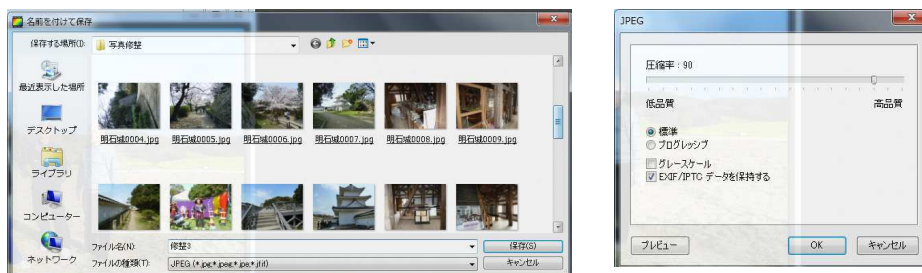 名前を付けて保存
保存する場所(I):
写真修整
最近表示した場所
デスクトップ
ライブラリ
コンピューター
ネットワーク
明石城0004.jpg
明石城0005.jpg
明石城0006.jpg
明石城0007.jpg
明石城0008.jpg
明石城0009.jpg
ファイル名(N):
修整3
保存(S)
ファイルの種類(T):
JPEG (*.jpg;*.jpeg;*.jpe;*.jfif)
キャンセル
JPEG
圧縮率 : 90
低品質
高品質
標準
プログレッシブ
グレースケール
EXIF/IPTC データを保持する
プレビュー
OK
キャンセル